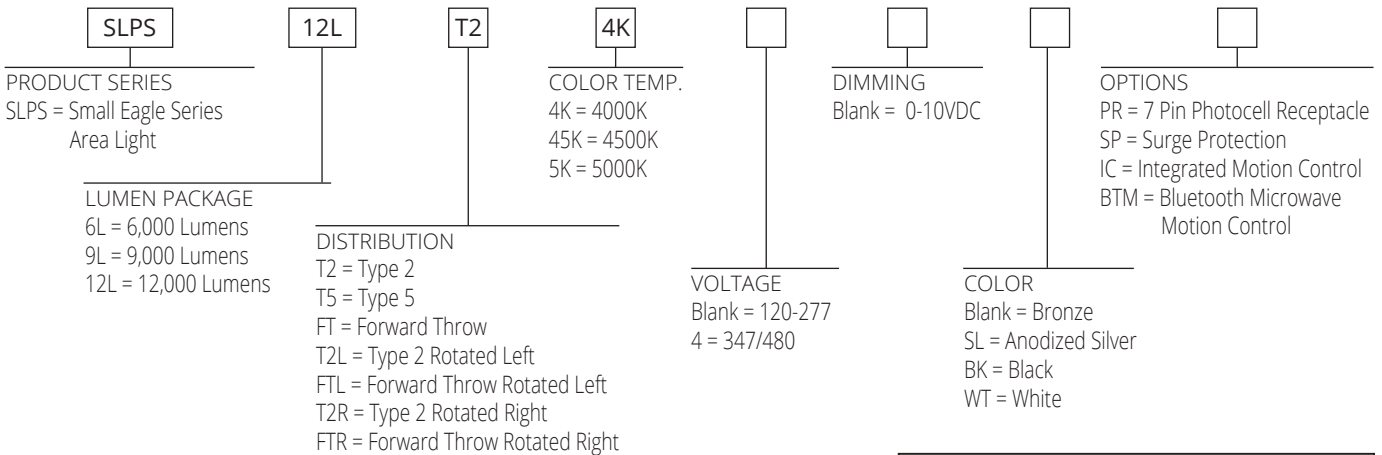 SLPS 12L T2 4K
PRODUCT SERIES
SLPS = Small Eagle Series
Area Light
LUMEN PACKAGE
6L = 6,000 Lumens
9L = 9,000 Lumens
12L = 12,000 Lumens
DISTRIBUTION
T2 = Type 2
T5 = Type 5
FT = Forward Throw
T2L = Type 2 Rotated Left
FTL = Forward Throw Rotated Left
T2R = Type 2 Rotated Right
FTR = Forward Throw Rotated Right
COLOR TEMP.
4K = 4000K
45K = 4500K
5K = 5000K
VOLTAGE
Blank = 120-277
4 = 347/480
DIMMING
Blank = 0-10VDC
COLOR
Blank = Bronze
SL = Anodized Silver
BK = Black
WT = White
OPTIONS
PR = 7 Pin Photocell Receptacle
SP = Surge Protection
IC = Integrated Motion Control
BTM = Bluetooth Microwave
Motion Control